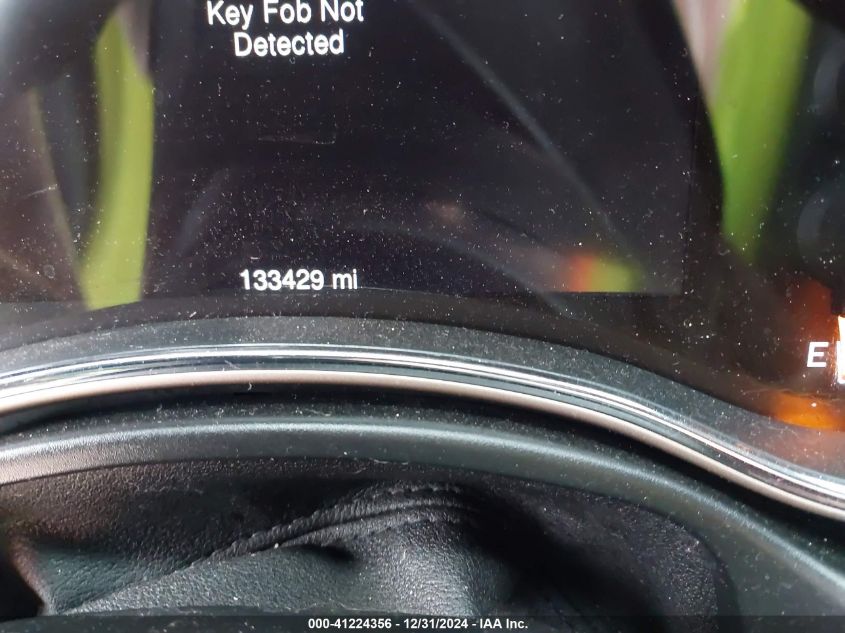 Key Fob Not
Detected
133429 mi
E
000-41224356 - 12/31/2024 - IAA Inc.